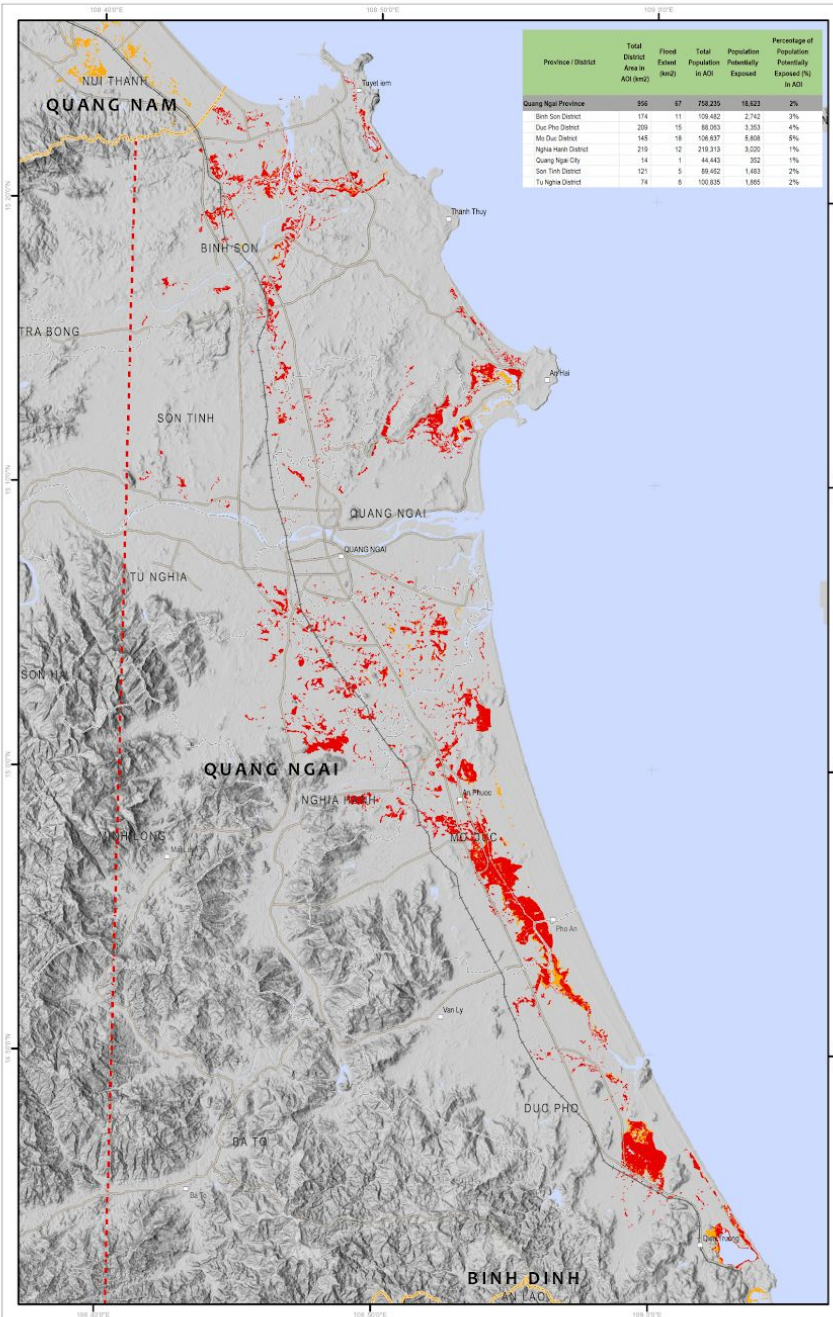 108°40'0"E 108°50'0"E
NUI THANH
QUANG NAM
Province / District Total District Area in AOI (km2) Flood Extent (km2) Total Population in AOI Population Potentially Exposed Percentage of Population Potentially Exposed (%) in AOI
Quang Ngai Province 956 67 758,235 18,623 2%
Binh Son District 174 11 109,482 2,742 3%
Duc Pho District 209 15 88,063 3,353 4%
Mo Duc District 145 18 106,637 5,808 5%
Nghia Hanh District 219 12 219,313 3,020 1%
Quang Ngai City 14 1 44,443 352 1%
Son Tinh District 121 5 89,462 1,483 2%
Tu Nghia District 74 6 100,835 1,865 2%
Tuyet iem
Thanh Thuy
BINH SON
TRA BONG
An Hai
SON TINH
QUANG NGAI
QUANG NGAI
TU NGHIA
QUANG NGAI
NGHIA HANH
An Phuoc
MO DUC
Pho An
Van Ly
DUC PHO
BA TO
Ba To
BINH DINH
AN LAO